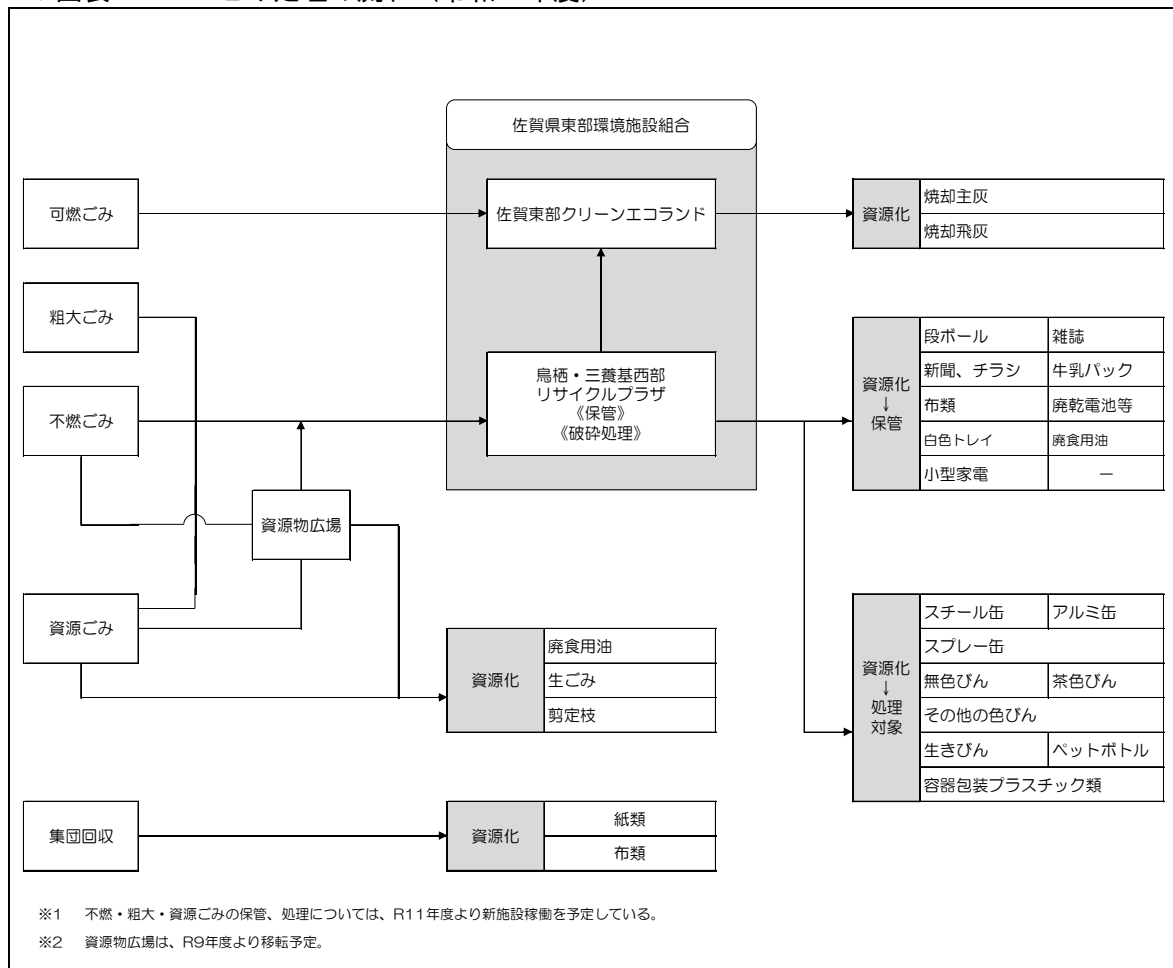 佐賀県東部環境施設組合
可燃ごみ
佐賀東部クリーンエコランド
資源化
焼却主灰
焼却飛灰
粗大ごみ
不燃ごみ
鳥栖・三養基西部
リサイクルプラザ
《保管》
《破砕処理》
資源化
↓
保管
段ボール
雑誌
新聞、チラシ
牛乳パック
布類
廃乾電池等
白色トレイ
廃食用油
小型家電
ー
資源物広場
資源ごみ
資源化
廃食用油
生ごみ
剪定枝
資源化
↓
処理
対象
スチール缶
アルミ缶
スプレー缶
無色びん
茶色びん
その他の色びん
生きびん
ペットボトル
容器包装プラスチック類
集団回収
資源化
紙類
布類
※1 不燃・粗大・資源ごみの保管、処理については、R11年度より新施設稼働を予定している。
※2 資源物広場は、R9年度より移転予定。